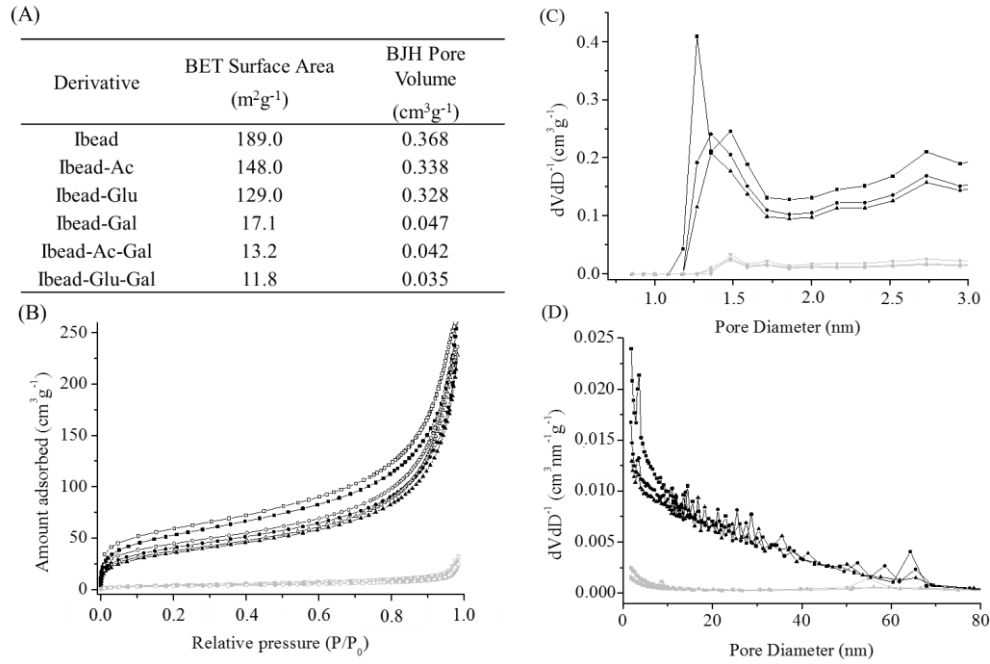 (A)
Derivative BET Surface Area (m²g⁻¹) BJH Pore Volume (cm³g⁻¹)
Ibead 189.0 0.368
Ibead-Ac 148.0 0.338
Ibead-Glu 129.0 0.328
Ibead-Gal 17.1 0.047
Ibead-Ac-Gal 13.2 0.042
Ibead-Glu-Gal 11.8 0.035
(B)
Amount adsorbed (cm³g⁻¹)
250
200
150
100
50
0
0.0 0.2 0.4 0.6 0.8 1.0
Relative pressure (P/P₀)
(C)
dVdD⁻¹ (cm³g⁻¹)
0.4
0.3
0.2
0.1
0.0
1.0 1.5 2.0 2.5 3.0
Pore Diameter (nm)
(D)
dVdD⁻¹ (cm³nm⁻¹g⁻¹)
0.025
0.020
0.015
0.010
0.005
0.000
0 20 40 60 80
Pore Diameter (nm)